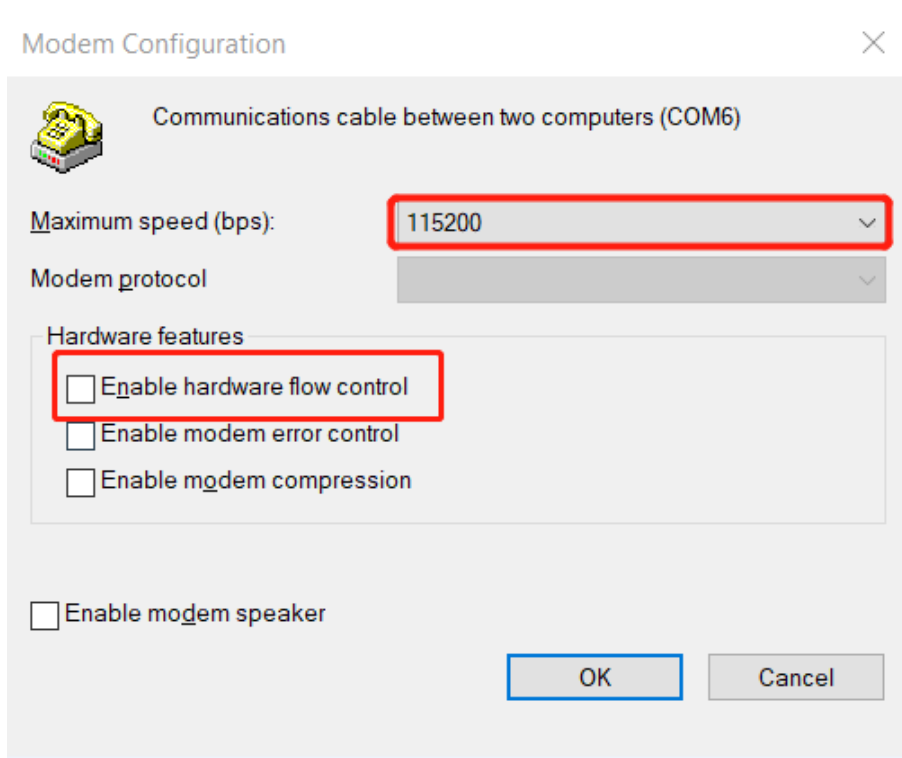 Modem Configuration
Communications cable between two computers (COM6)
Maximum speed (bps):
115200
Modem protocol
Hardware features
Enable hardware flow control
Enable modem error control
Enable modem compression
Enable modem speaker
OK
Cancel